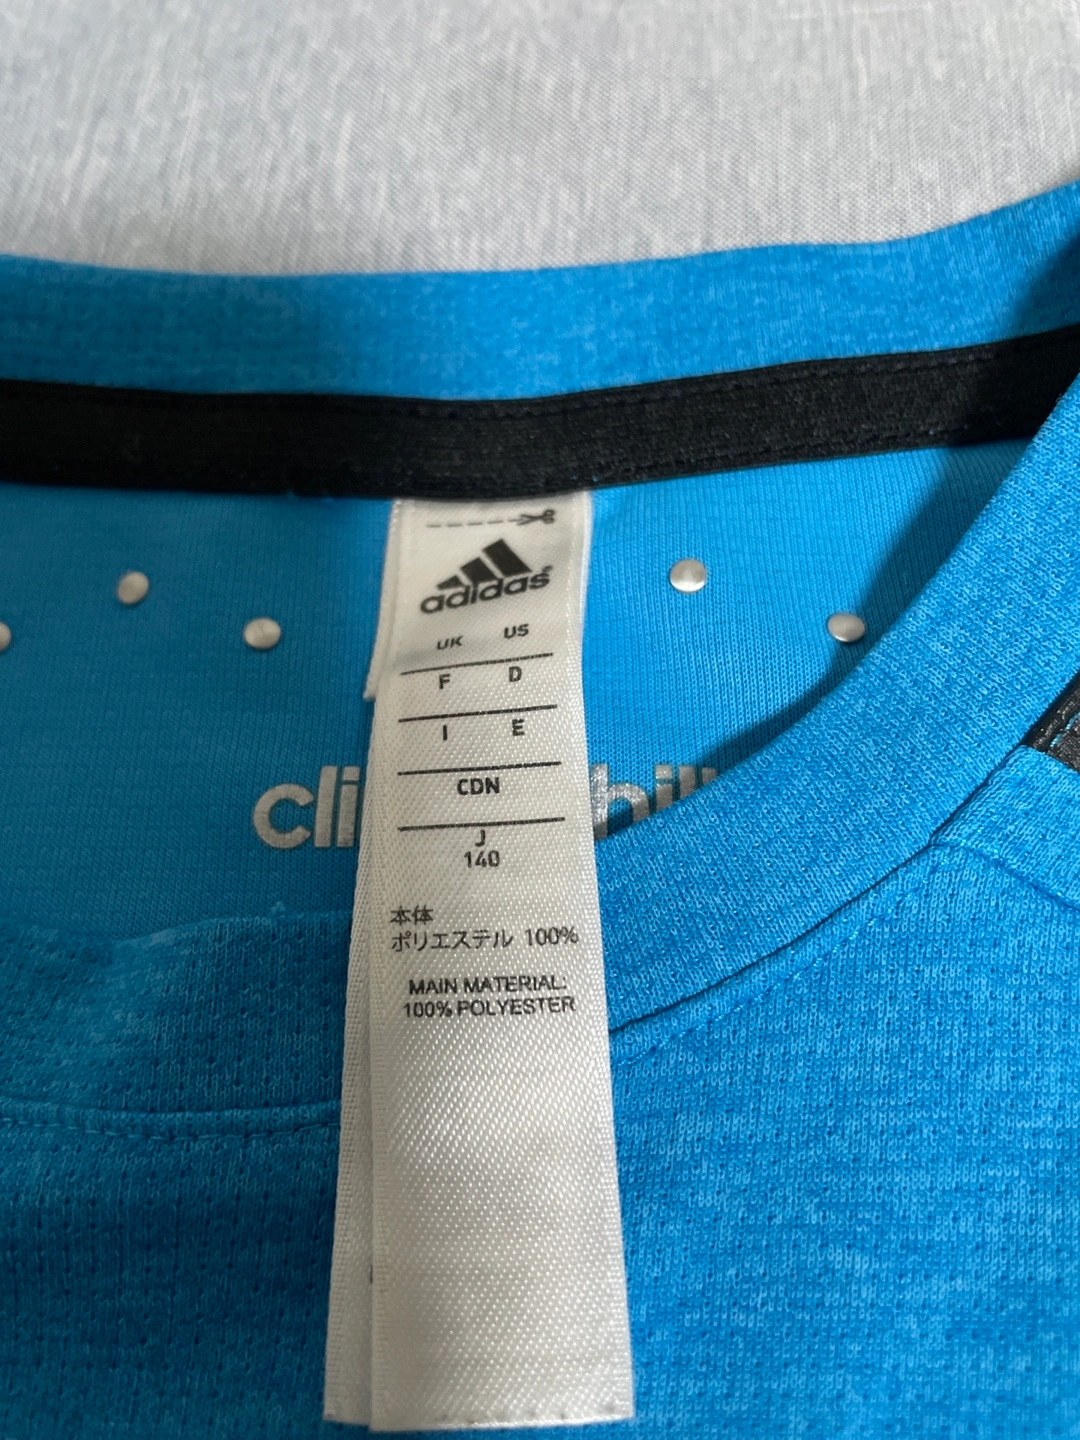 adidas
UK US
F D
I E
CDN
J
140
本体
ポリエステル 100%
MAIN MATERIAL:
100% POLYESTER